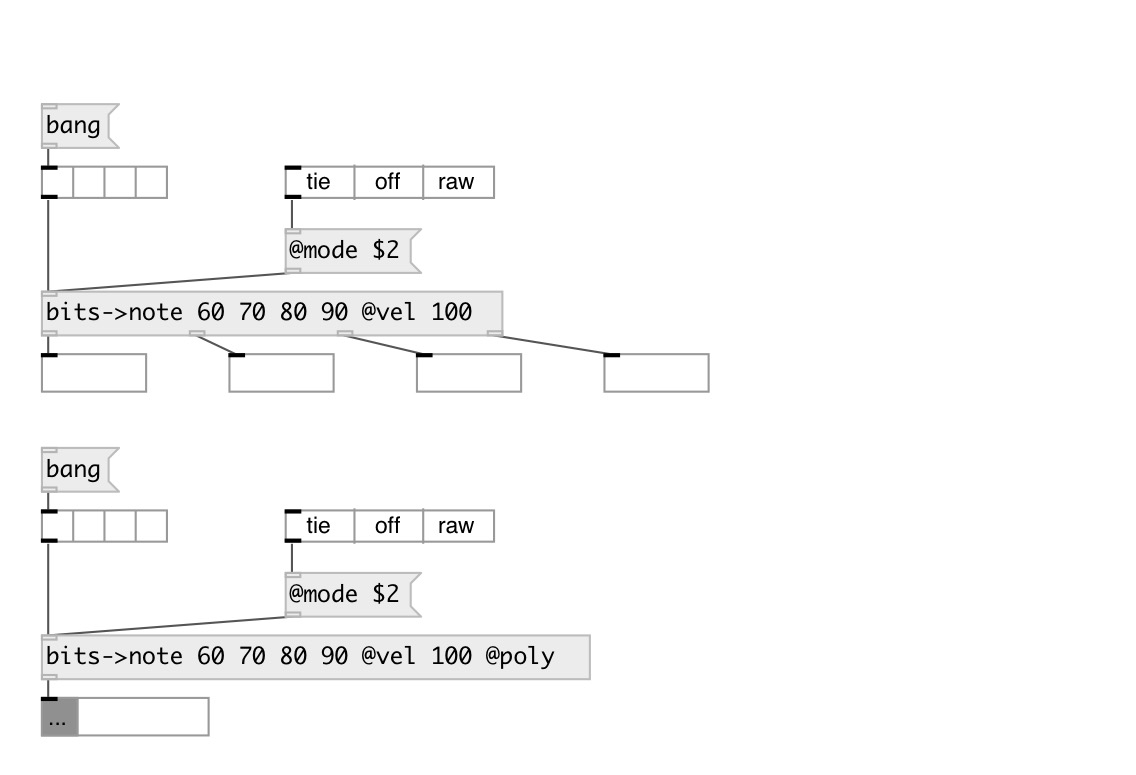 bang
tie off raw
@mode $2
bits->note 60 70 80 90 @vel 100
bang
tie off raw
@mode $2
bits->note 60 70 80 90 @vel 100 @poly
...